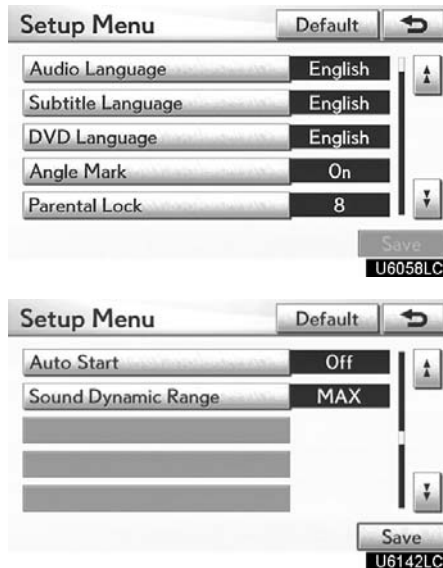 Setup Menu Default
Audio Language English
Subtitle Language English
DVD Language English
Angle Mark On
Parental Lock 8
Save
U6058LC
Setup Menu Default
Auto Start Off
Sound Dynamic Range MAX
Save
U6142LC